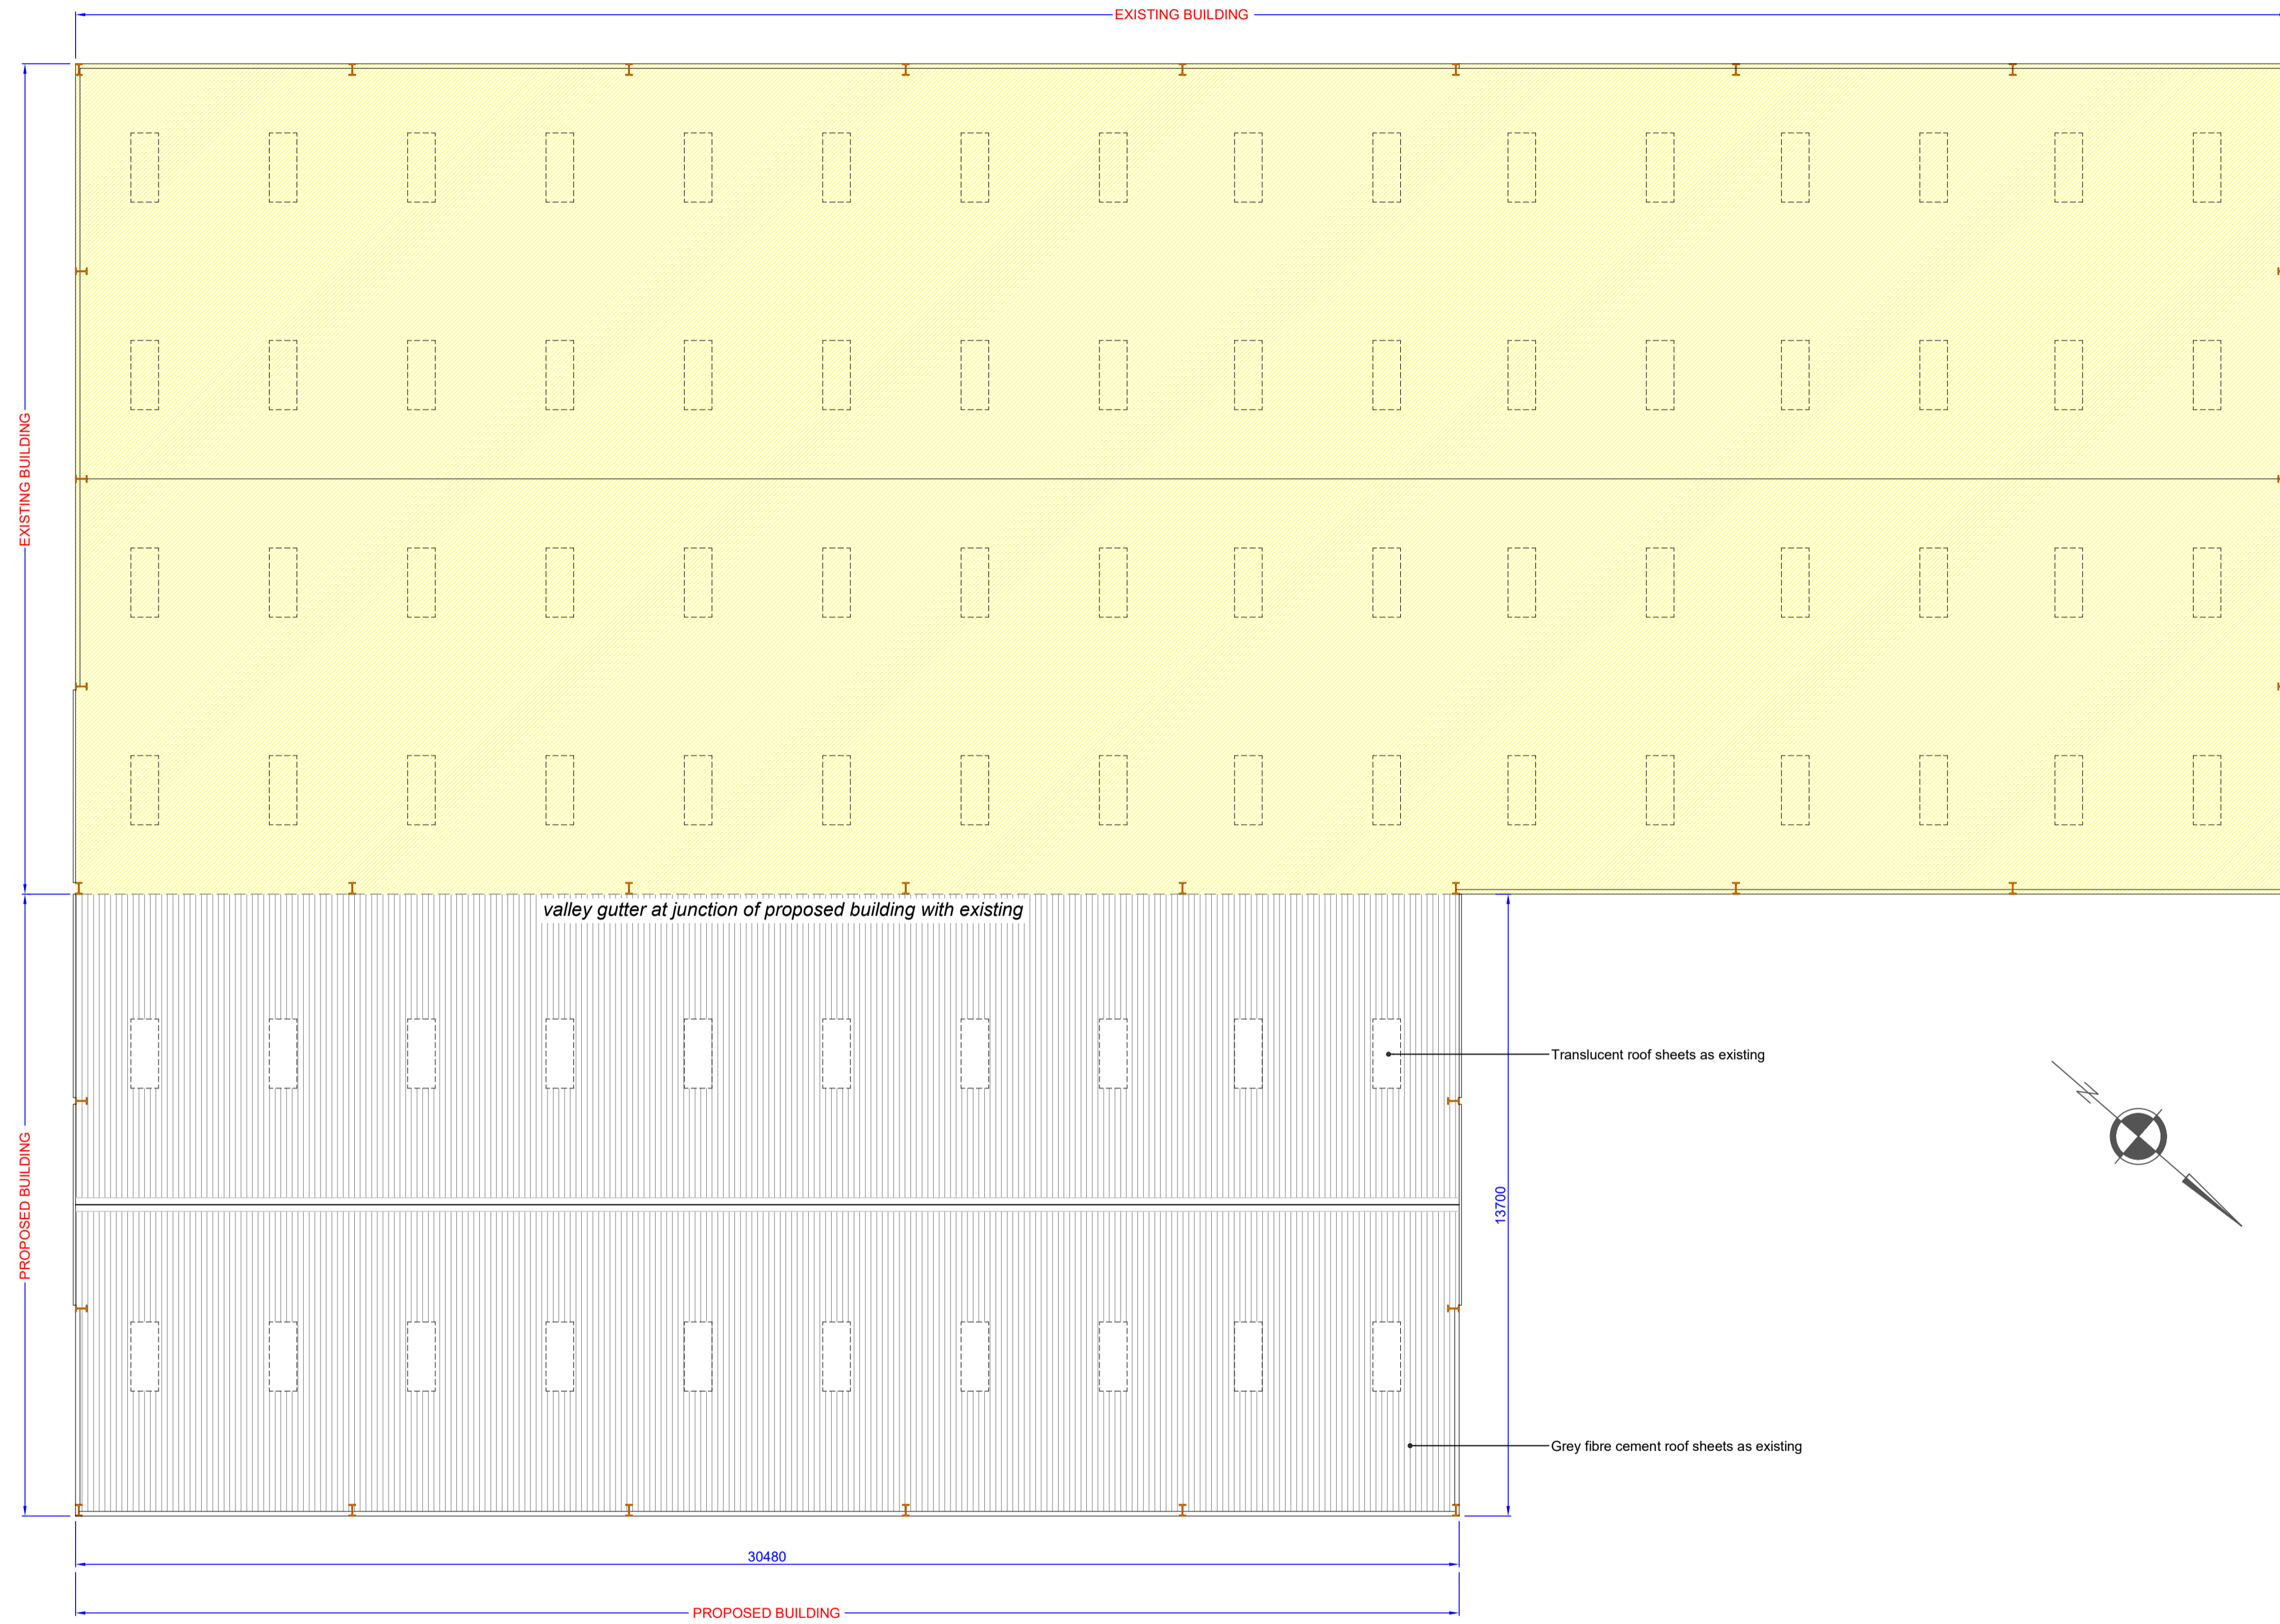 EXISTING BUILDING
EXISTING BUILDING
valley gutter at junction of proposed building with existing
Translucent roof sheets as existing
N
PROPOSED BUILDING
13700
Grey fibre cement roof sheets as existing
30480
PROPOSED BUILDING